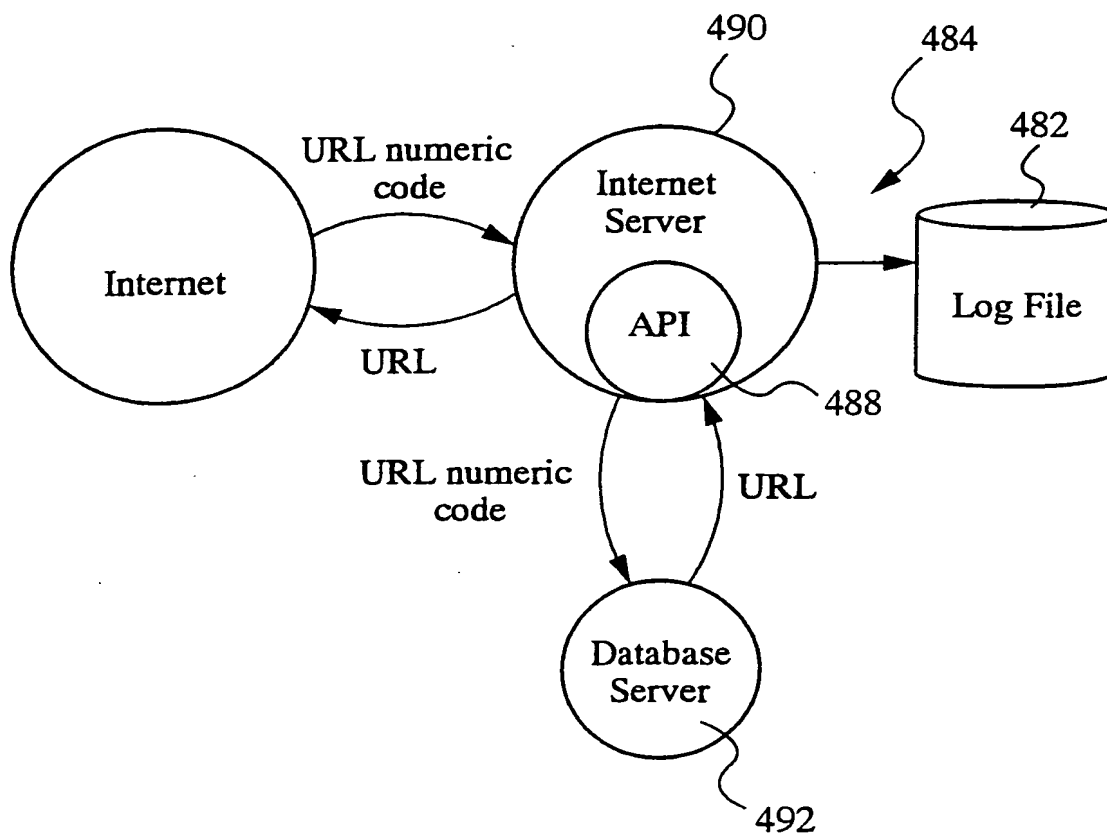 490
484
482
URL numeric
code
Internet
Server
Internet
API
Log File
URL
488
URL numeric
code
URL
Database
Server
492